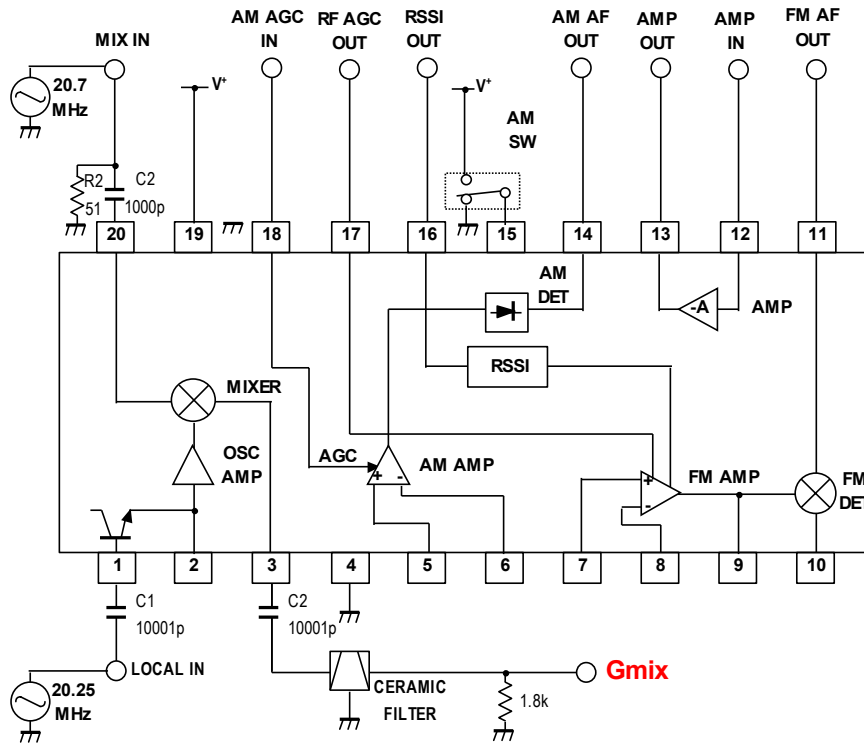 MIX IN
AM AGC
IN
RF AGC
OUT
RSSI
OUT
AM AF
OUT
AMP
OUT
AMP
IN
FM AF
OUT
20.7
MHz
V+
V+
AM
SW
R2
51
C2
1000p
20
19
18
17
16
15
14
13
12
11
AM
DET
-A
AMP
RSSI
MIXER
OSC
AMP
AGC
+
-
AM AMP
+
-
FM AMP
FM
DET
1
2
3
4
5
6
7
8
9
10
C1
10001p
C2
10001p
LOCAL IN
20.25
MHz
CERAMIC
FILTER
1.8k
Gmix